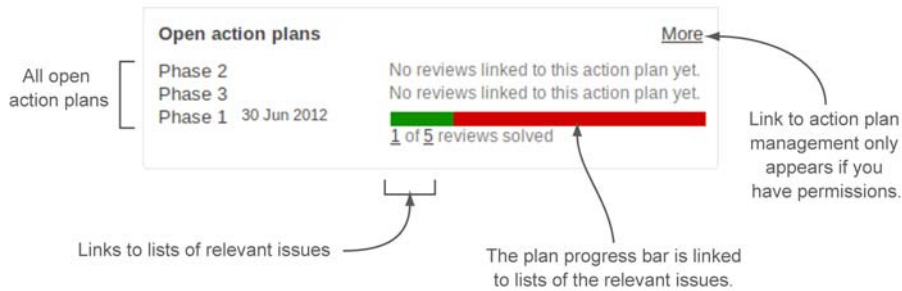 Open action plans
More
All open
action plans
Phase 2
No reviews linked to this action plan yet.
Phase 3
No reviews linked to this action plan yet.
Phase 1 30 Jun 2012
1 of 5 reviews solved
Link to action plan
management only
appears if you
have permissions.
Links to lists of relevant issues
The plan progress bar is linked
to lists of the relevant issues.